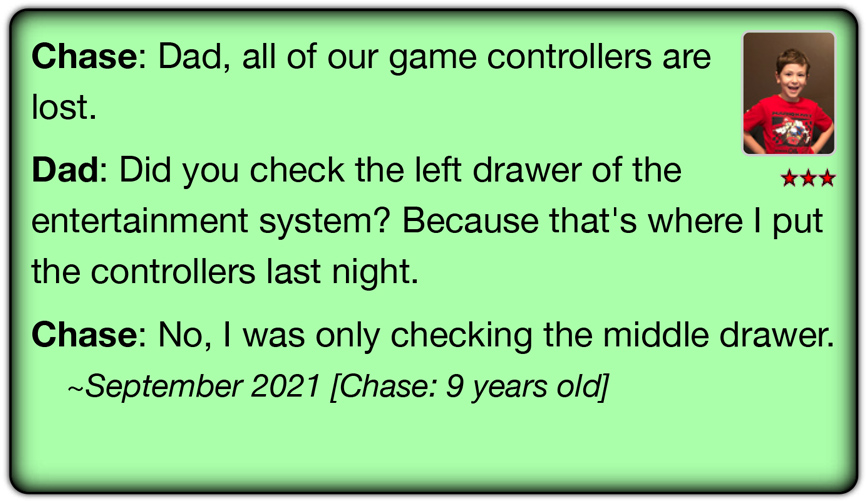 Chase: Dad, all of our game controllers are
lost.
Dad: Did you check the left drawer of the
entertainment system? Because that's where I put
the controllers last night.
Chase: No, I was only checking the middle drawer.
~September 2021 [Chase: 9 years old]